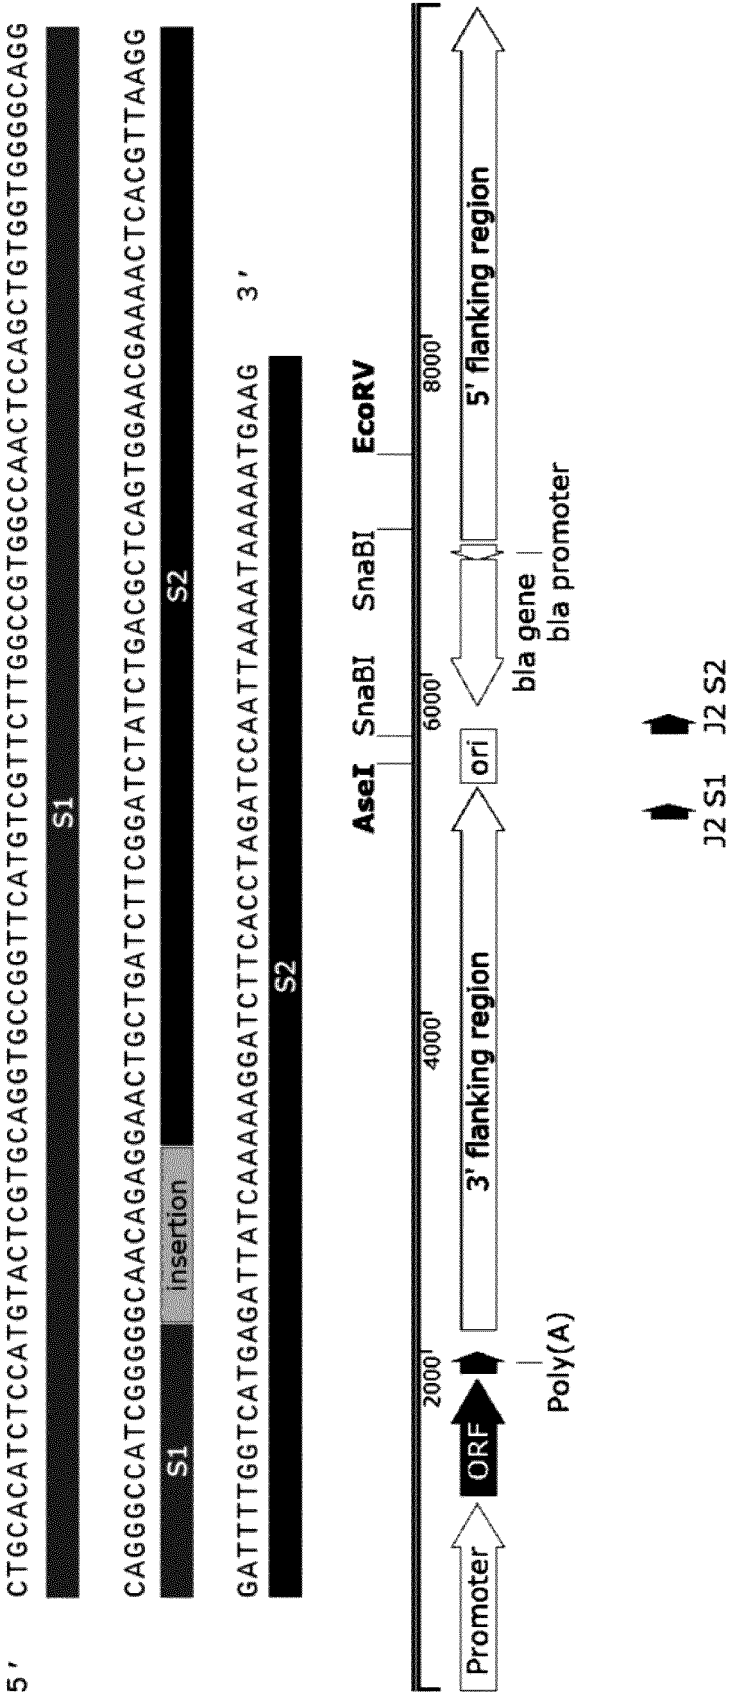 5' CTGCACATCTCCATGTACTCGTGCAGGTGCCGGTTCATGTCGTTCTTGGCCGTGGCCAACTCCAGCTGTGGTGGGGCAGG
S1
CAGGGCCATCGGGGGCAACAGAGGAACTGCTGATCTTCGGATCTATCTGACGCTCAGTGGAACGAAAACTCACGTTAAGG
S1 insertion S2
GATTTTGGTCATGAGATTATCAAAAAGGATCTTCACCTAGATCCAATTAAAATAAAAATGAAG 3'
S2
AseI SnaBI SnaBI EcoRV
2000 4000 6000 8000
Promoter ORF 3' flanking region ori 5' flanking region
Poly(A) bla gene
bla promoter
J2 S1 J2 S2